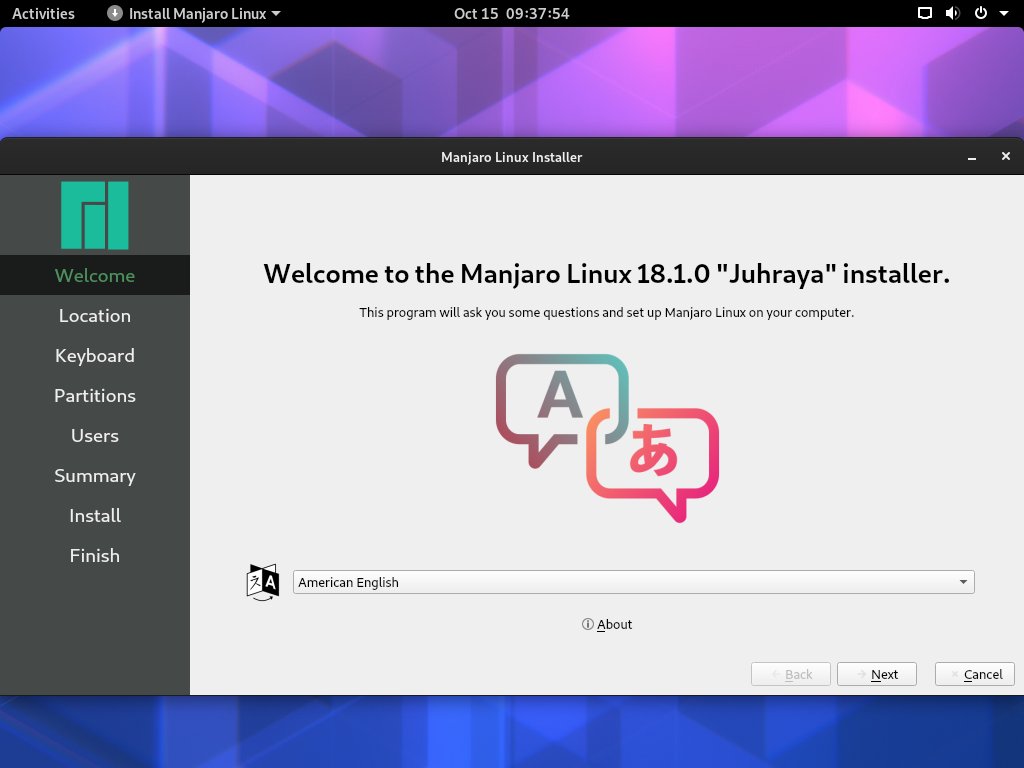 Activities Install Manjaro Linux Oct 15 09:37:54
Manjaro Linux Installer
Welcome
Location
Keyboard
Partitions
Users
Summary
Install
Finish
Welcome to the Manjaro Linux 18.1.0 "Juhraya" installer.
This program will ask you some questions and set up Manjaro Linux on your computer.
A
あ
American English
About
Back Next Cancel